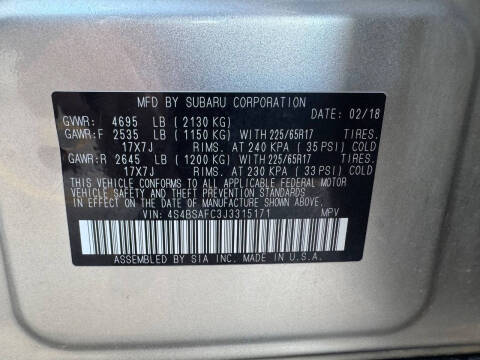 MFD BY SUBARU CORPORATION
DATE: 02/18
GVWR: 4695 LB (2130 KG)
GAWR:F 2535 LB (1150 KG) WITH 225/65R17 TIRES.
17X7J RIMS. AT 240 KPA (35 PSI) COLD
GAWR:R 2645 LB (1200 KG) WITH 225/65R17 TIRES.
17X7J RIMS. AT 230 KPA (33 PSI) COLD
THIS VEHICLE CONFORMS TO ALL APPLICABLE FEDERAL MOTOR
VEHICLE SAFETY, BUMPER, AND THEFT PREVENTION STANDARDS
IN EFFECT ON THE DATE OF MANUFACTURE SHOWN ABOVE.
VIN: 4S4BSAFC3J3315171 MPV
ASSEMBLED BY SIA INC. MADE IN U.S.A.